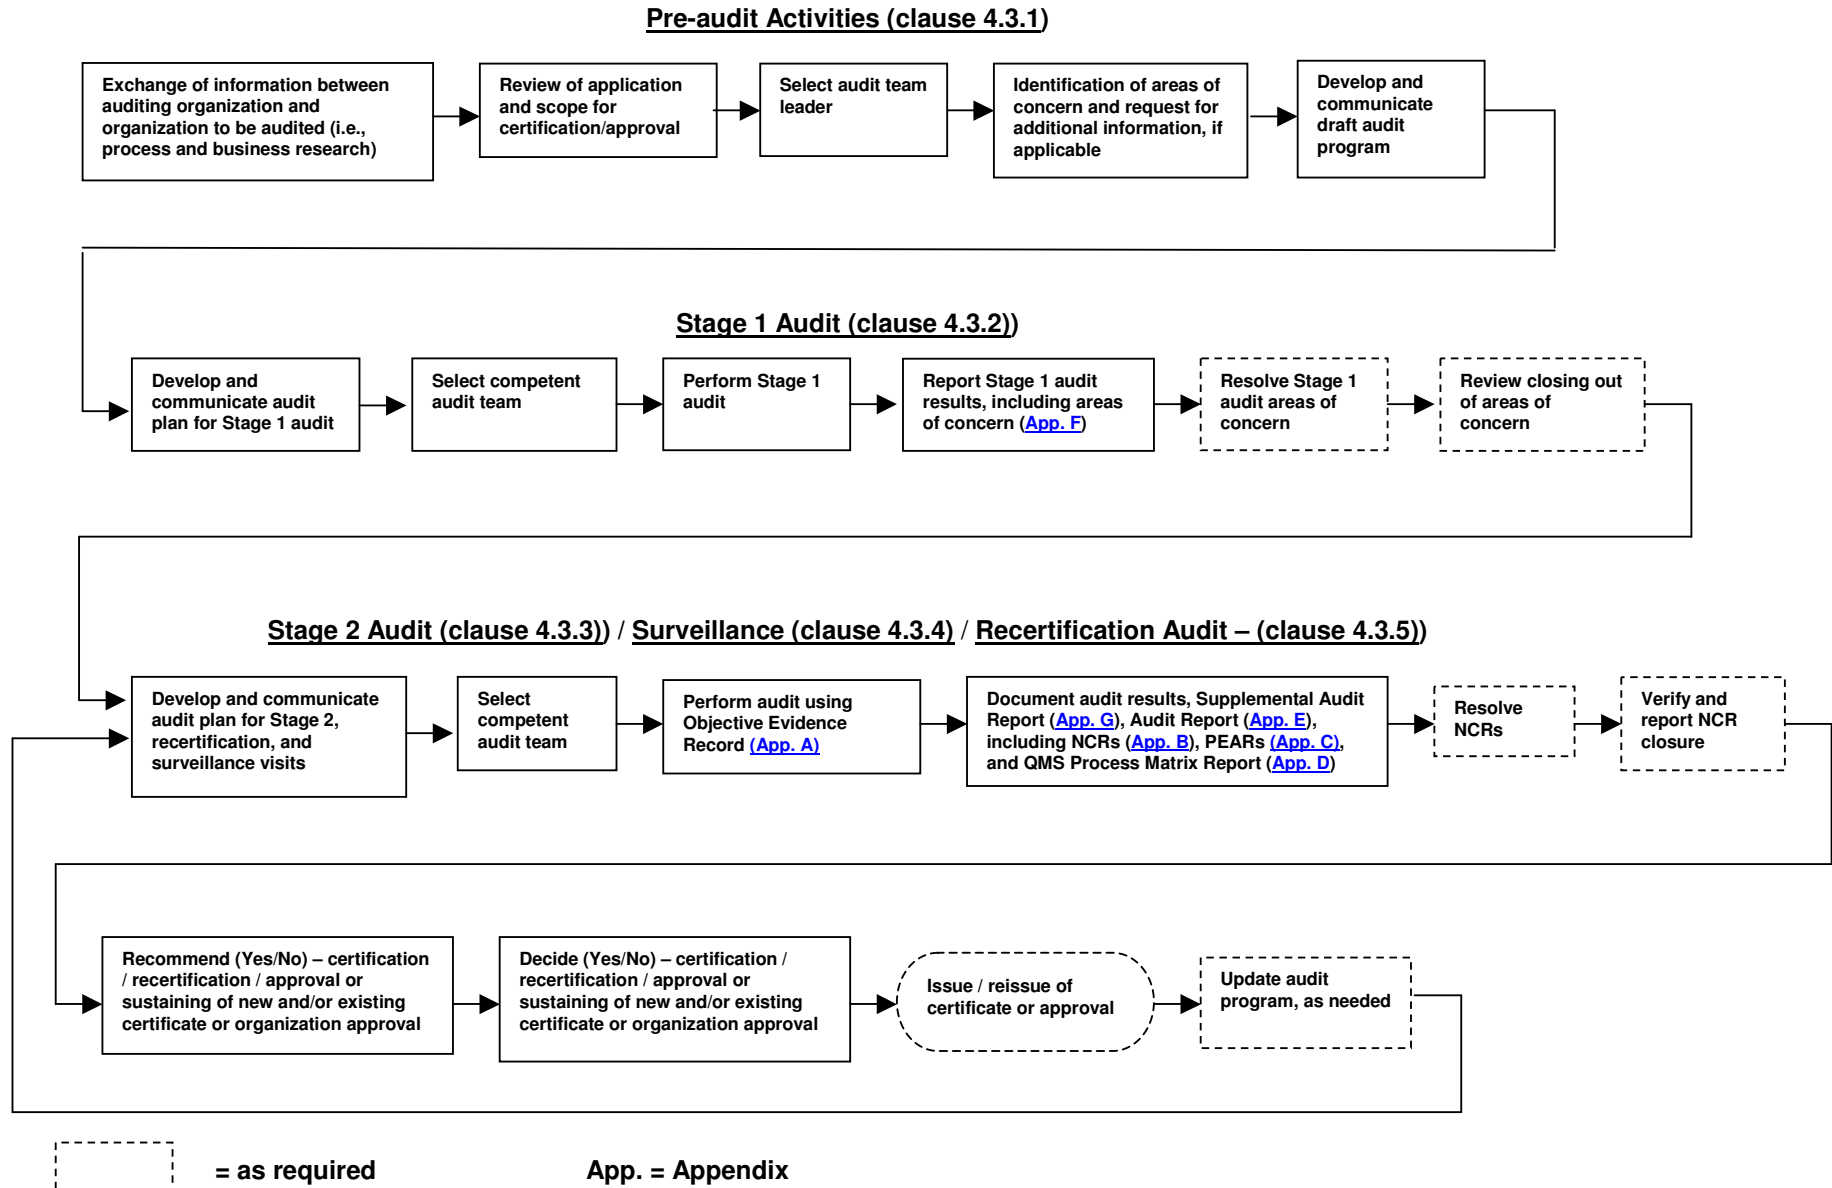 Pre-audit Activities (clause 4.3.1)
Exchange of information between
auditing organization and
organization to be audited (i.e.,
process and business research)
Review of application
and scope for
certification/approval
Select audit team
leader
Identification of areas of
concern and request for
additional information, if
applicable
Develop and
communicate
draft audit
program
Stage 1 Audit (clause 4.3.2))
Develop and
communicate audit
plan for Stage 1 audit
Select competent
audit team
Perform Stage 1
audit
Report Stage 1 audit
results, including areas
of concern (App. F)
Resolve Stage 1
audit areas of
concern
Review closing out
of areas of
concern
Stage 2 Audit (clause 4.3.3)) / Surveillance (clause 4.3.4) / Recertification Audit – (clause 4.3.5))
Develop and communicate
audit plan for Stage 2,
recertification, and
surveillance visits
Select
competent
audit team
Perform audit using
Objective Evidence
Record (App. A)
Document audit results, Supplemental Audit
Report (App. G), Audit Report (App. E),
including NCRs (App. B), PEARs (App. C),
and QMS Process Matrix Report (App. D)
Resolve
NCRs
Verify and
report NCR
closure
Recommend (Yes/No) – certification
/ recertification / approval or
sustaining of new and/or existing
certificate or organization approval
Decide (Yes/No) – certification /
recertification / approval or
sustaining of new and/or existing
certificate or organization approval
Issue / reissue of
certificate or approval
Update audit
program, as needed
= as required
App. = Appendix